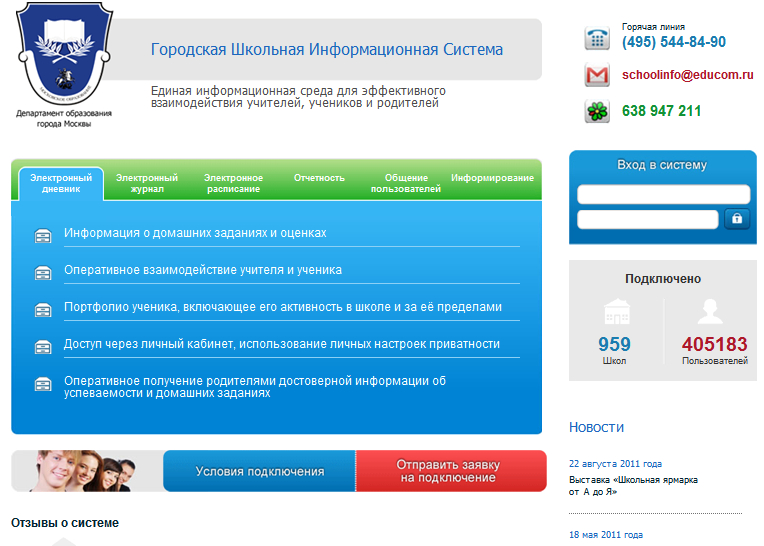 Городская Школьная Информационная Система
Единая информационная среда для эффективного
взаимодействия учителей, учеников и родителей
МОСКОВСКОЕ ОБРАЗОВАНИЕ
Департамент образования
города Москвы
Горячая линия
(495) 544-84-90
schoolinfo@educom.ru
638 947 211
Электронный
дневник
Электронный
журнал
Электронное
расписание
Отчетность
Общение
пользователей
Информирование
Информация о домашних заданиях и оценках
Оперативное взаимодействие учителя и ученика
Портфолио ученика, включающее его активность в школе и за её пределами
Доступ через личный кабинет, использование личных настроек приватности
Оперативное получение родителями достоверной информации об
успеваемости и домашних заданиях
Условия подключения
Отправить заявку
на подключение
Отзывы о системе
Вход в систему
Подключено
959
Школ
405183
Пользователей
Новости
22 августа 2011 года
Выставка «Школьная ярмарка
от А до Я»
18 мая 2011 года